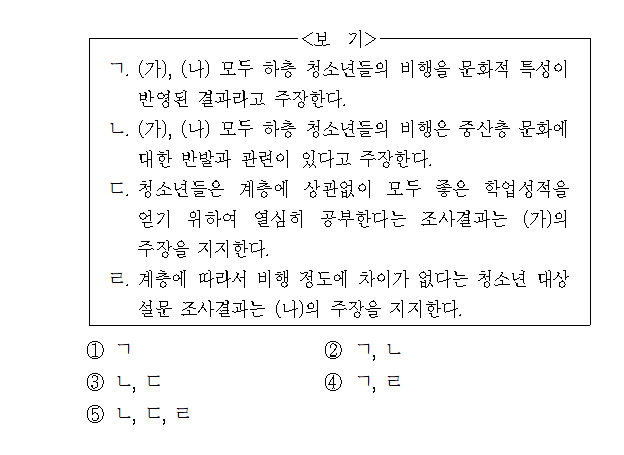 <보 기>
ㄱ. (가), (나) 모두 하층 청소년들의 비행을 문화적 특성이
반영된 결과라고 주장한다.
ㄴ. (가), (나) 모두 하층 청소년들의 비행은 중산층 문화에
대한 반발과 관련이 있다고 주장한다.
ㄷ. 청소년들은 계층에 상관없이 모두 좋은 학업성적을
얻기 위하여 열심히 공부한다는 조사결과는 (가)의
주장을 지지한다.
ㄹ. 계층에 따라서 비행 정도에 차이가 없다는 청소년 대상
설문 조사결과는 (나)의 주장을 지지한다.
① ㄱ ② ㄱ, ㄴ
③ ㄴ, ㄷ ④ ㄱ, ㄹ
⑤ ㄴ, ㄷ, ㄹ